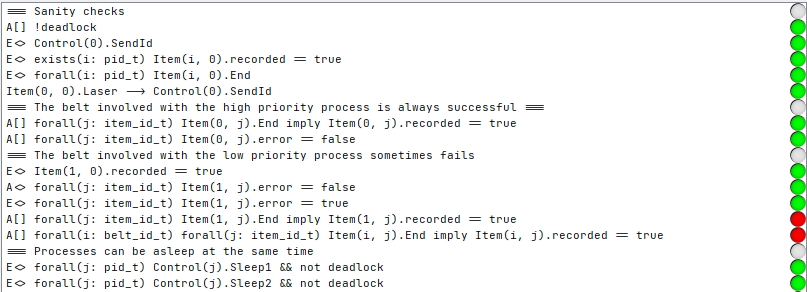 === Sanity checks
A[] !deadlock
E<> Control(0).SendId
E<> exists(i: pid_t) Item(i, 0).recorded == true
E<> forall(i: pid_t) Item(i, 0).End
Item(0, 0).Laser --> Control(0).SendId
=== The belt involved with the high priority process is always successful ===
A[] forall(j: item_id_t) Item(0, j).End imply Item(0, j).recorded == true
A[] forall(j: item_id_t) Item(0, j).error == false
=== The belt involved with the low priority process sometimes fails
E<> Item(1, 0).recorded == true
A<> forall(j: item_id_t) Item(1, j).error == false
E<> forall(j: item_id_t) Item(1, j).error == true
A[] forall(j: item_id_t) Item(1, j).End imply Item(1, j).recorded == true
A[] forall(i: belt_id_t) forall(j: item_id_t) Item(i, j).End imply Item(i, j).recorded == true
=== Processes can be asleep at the same time
E<> forall(j: pid_t) Control(j).Sleep1 && not deadlock
E<> forall(j: pid_t) Control(j).Sleep2 && not deadlock